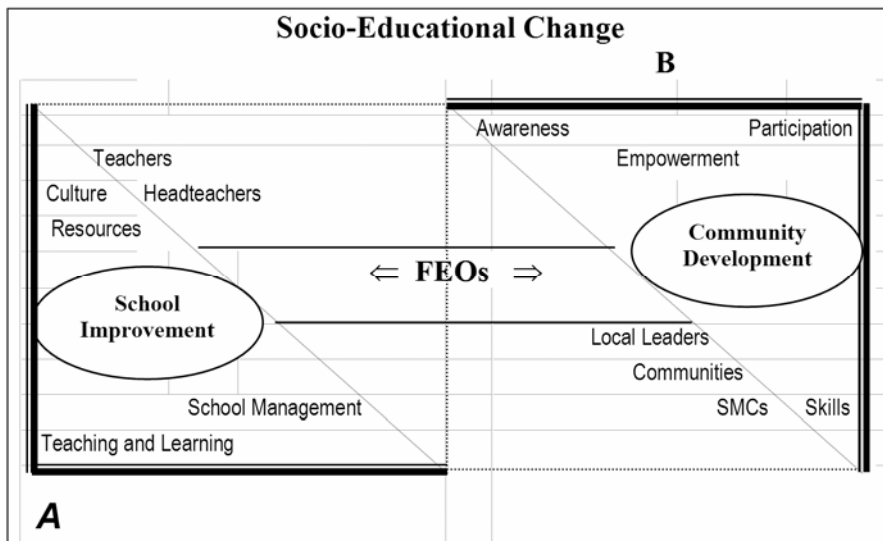 Socio-Educational Change
B
Awareness Participation
Teachers Empowerment
Culture Headteachers
Resources
Community
Development
⇐ FEOs ⇒
School
Improvement
Local Leaders
Communities
School Management SMCs Skills
Teaching and Learning
A